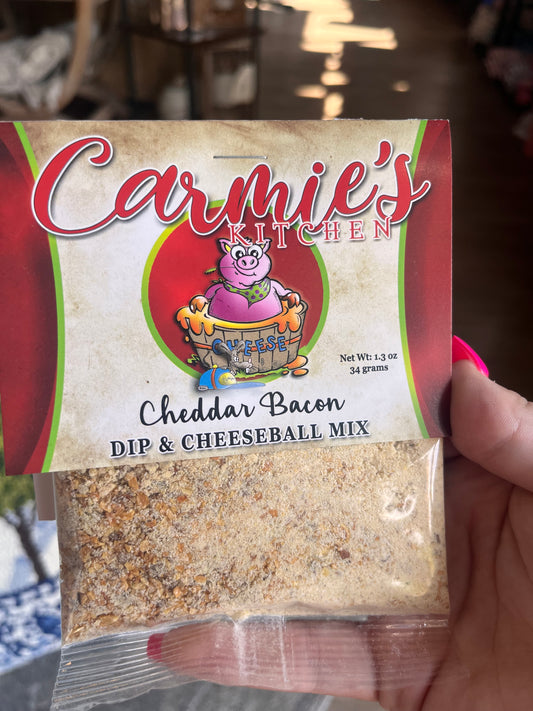 Carmie's
KITCHEN
CHEESE
Net Wt: 1.3 oz
34 grams
Cheddar Bacon
DIP & CHEESEBALL MIX